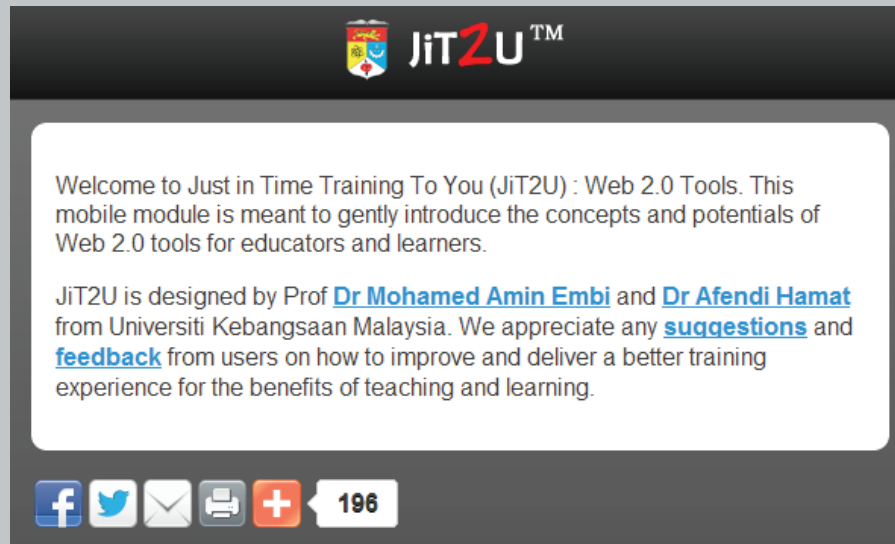 JiT2U™
Welcome to Just in Time Training To You (JiT2U) : Web 2.0 Tools. This
mobile module is meant to gently introduce the concepts and potentials of
Web 2.0 tools for educators and learners.
JiT2U is designed by Prof Dr Mohamed Amin Embi and Dr Afendi Hamat
from Universiti Kebangsaan Malaysia. We appreciate any suggestions and
feedback from users on how to improve and deliver a better training
experience for the benefits of teaching and learning.
196